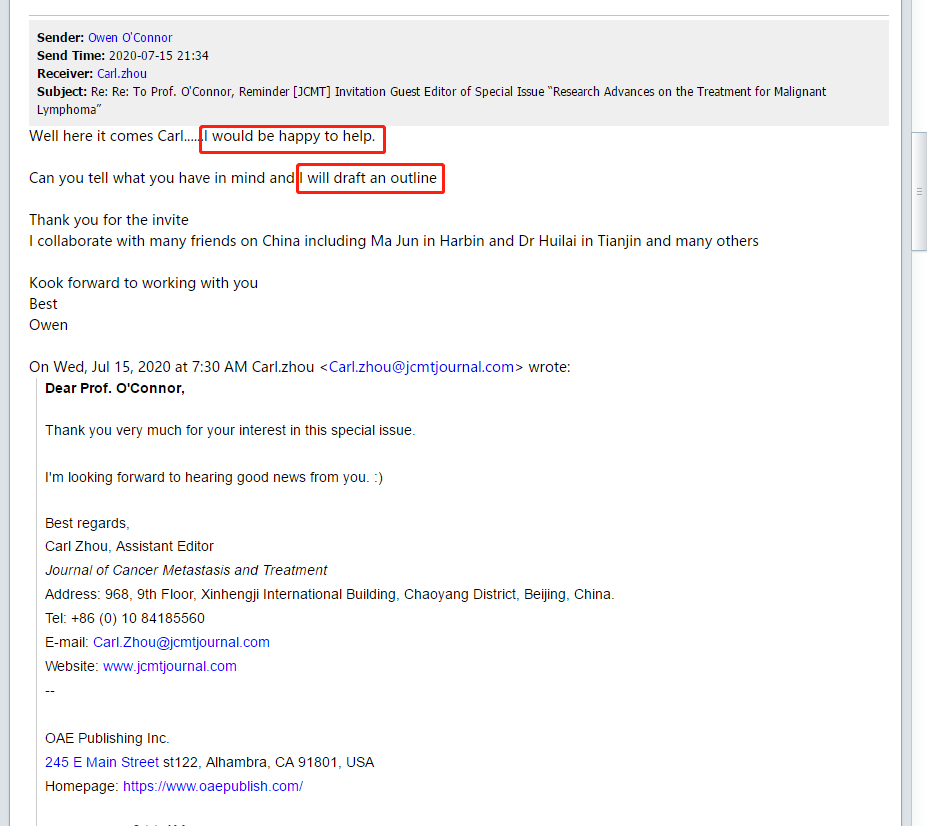 Sender: Owen O'Connor
Send Time: 2020-07-15 21:34
Receiver: Carl.zhou
Subject: Re: Re: To Prof. O'Connor, Reminder [JCMT] Invitation Guest Editor of Special Issue “Research Advances on the Treatment for Malignant
Lymphoma”
Well here it comes Carl.....I would be happy to help.
Can you tell what you have in mind and I will draft an outline
Thank you for the invite
I collaborate with many friends on China including Ma Jun in Harbin and Dr Huilai in Tianjin and many others
Kook forward to working with you
Best
Owen
On Wed, Jul 15, 2020 at 7:30 AM Carl.zhou <Carl.zhou@jcmtjournal.com> wrote:
Dear Prof. O'Connor,
Thank you very much for your interest in this special issue.
I'm looking forward to hearing good news from you. :)
Best regards,
Carl Zhou, Assistant Editor
Journal of Cancer Metastasis and Treatment
Address: 968, 9th Floor, Xinhengji International Building, Chaoyang District, Beijing, China.
Tel: +86 (0) 10 84185560
E-mail: Carl.Zhou@jcmtjournal.com
Website: www.jcmtjournal.com
--
OAE Publishing Inc.
245 E Main Street st122, Alhambra, CA 91801, USA
Homepage: https://www.oaepublish.com/